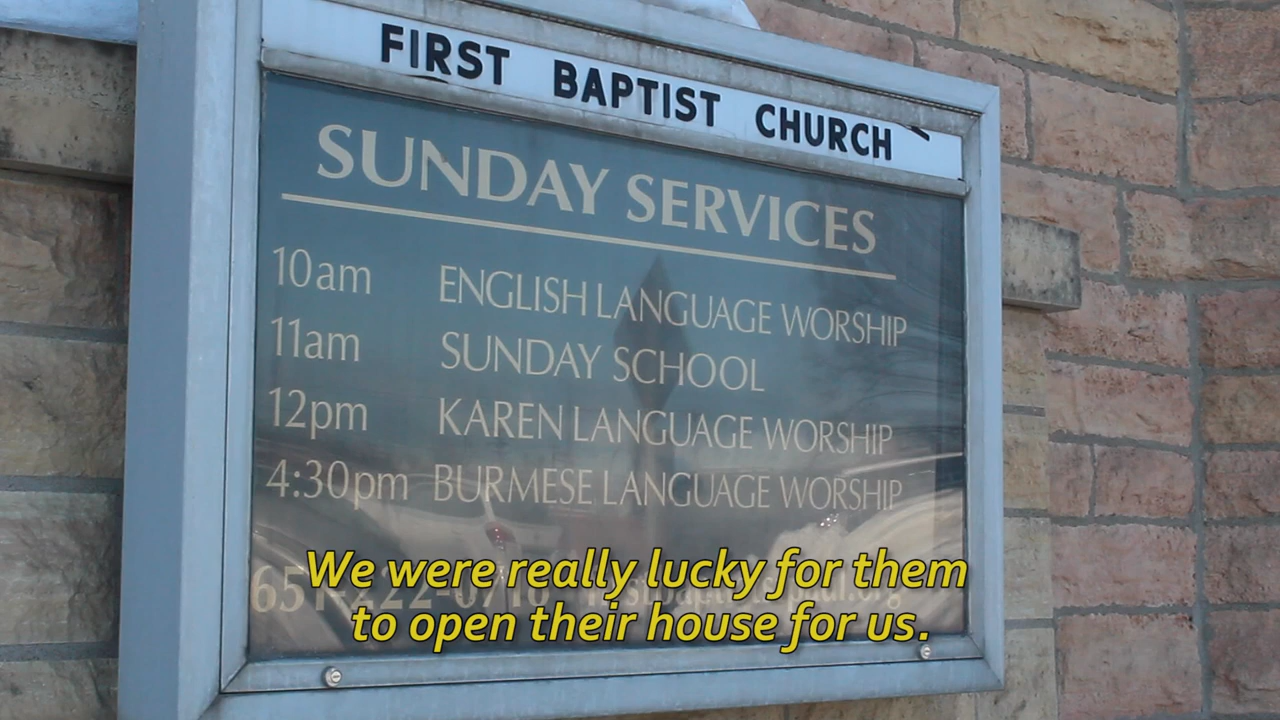 FIRST BAPTIST CHURCH
SUNDAY SERVICES
10am ENGLISH LANGUAGE WORSHIP
11am SUNDAY SCHOOL
12pm KAREN LANGUAGE WORSHIP
4:30pm BURMESE LANGUAGE WORSHIP
We were really lucky for them
to open their house for us.